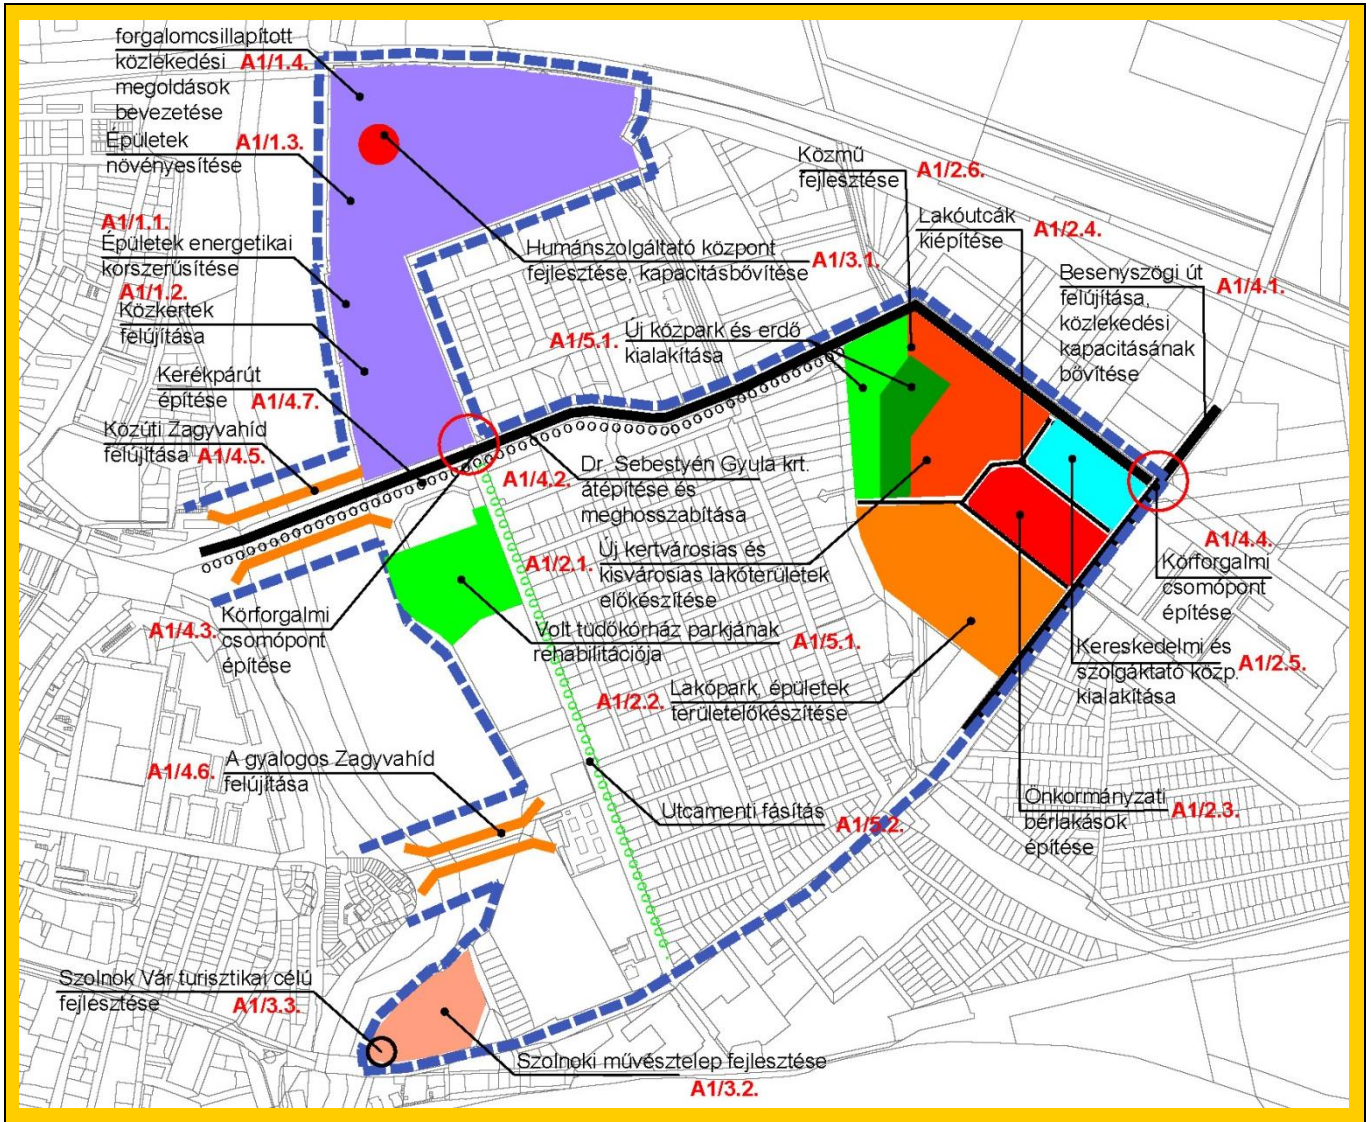 forgalomcsillapított
közlekedési A1/1.4.
megoldások
bevezetése
Épületek A1/1.3.
növényesítése
A1/1.1.
Épületek energetikai
korszerűsítése
A1/1.2.
Közkertek
felújítása
Kerékpárút
építése A1/4.7.
Közúti Zagyvahíd
felújítása A1/4.5.
Humánszolgáltató központ
fejlesztése, kapacitásbővítése A1/3.1.
Közmű
fejlesztése A1/2.6.
Lakóutcák
kiépítése A1/2.4.
Besenyszögi út
felújítása, A1/4.1.
közlekedési
kapacitásának
bővítése
A1/5.1. Új közpark és erdő
kialakítása
A1/4.2. Dr. Sebestyén Gyula krt.
átépítése és
meghosszabítása
A1/2.1. Új kertvárosias és
kisvárosias lakóterületek
előkészítése
A1/4.3. Körforgalmi
csomópont
építése
Volt tüdőkórház parkjának A1/5.1.
rehabilitációja
A1/2.2. Lakópark, épületek
területelőkészítése
A1/4.4.
Körforgalmi
csomópont
építése
Kereskedelmi és
szolgáktató közp. A1/2.5.
kialakítása
A1/4.6. A gyalogos Zagyvahíd
felújítása
Utcamenti fásítás A1/5.2.
Önkormányzati
bérlakások A1/2.3.
építése
Szolnok Vár turisztikai célú
fejlesztése A1/3.3.
Szolnoki művésztelep fejlesztése
A1/3.2.